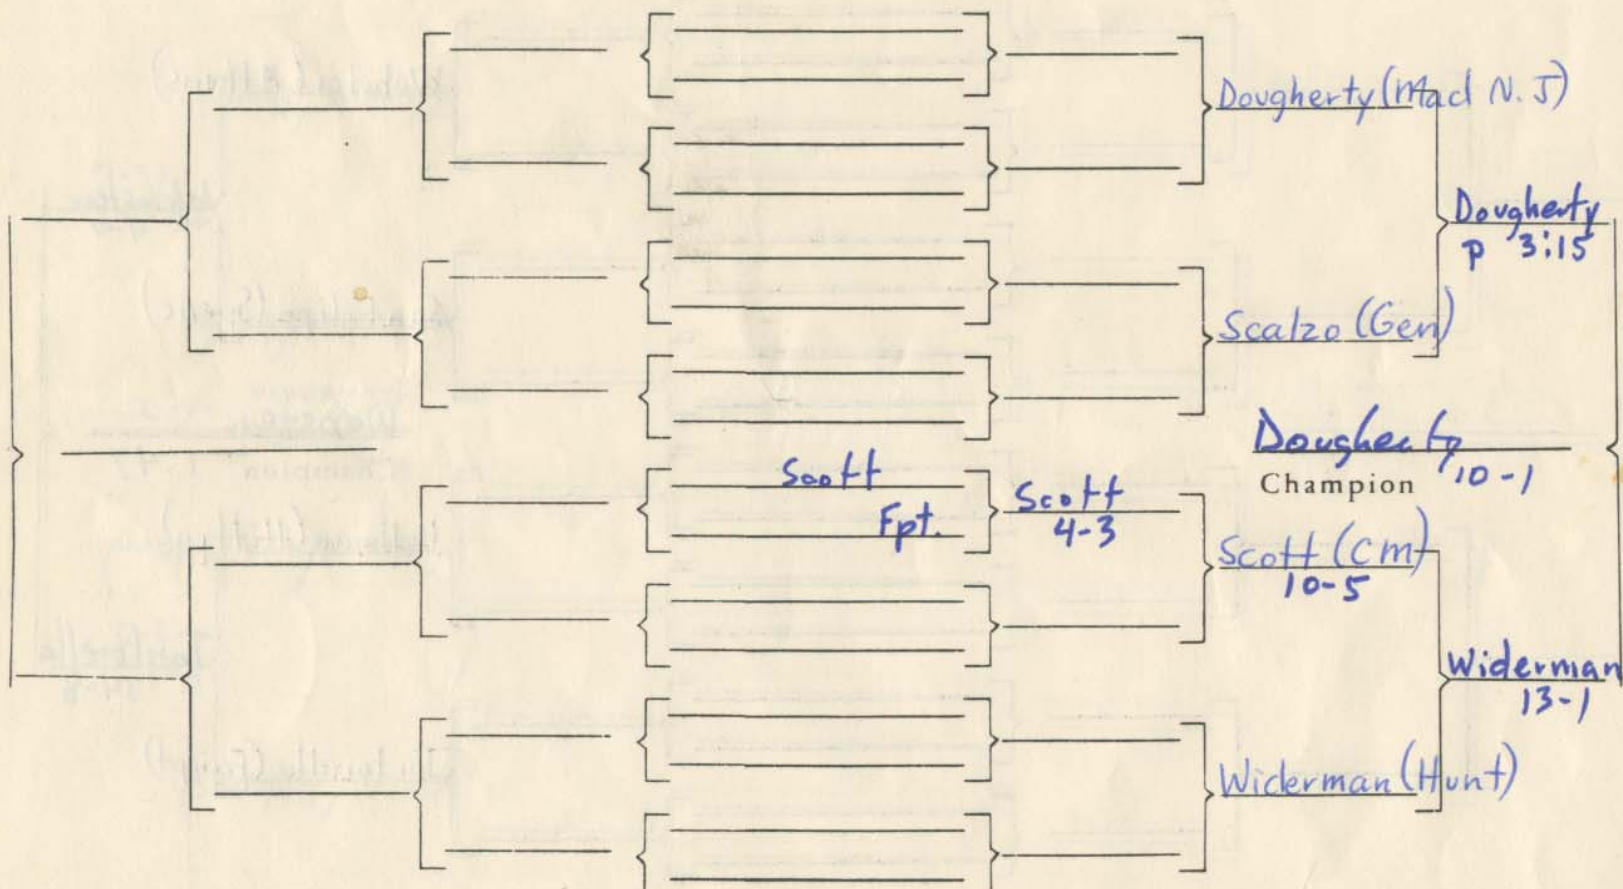 Dougherty (Mad N.J)
Dougherty
p 3:15
Scalzo (Gen)
Dougherty
10-1
Champion
Scott
Fpt.
Scott
4-3
Scott (CM)
10-5
Widerman
13-1
Widerman (Hunt)